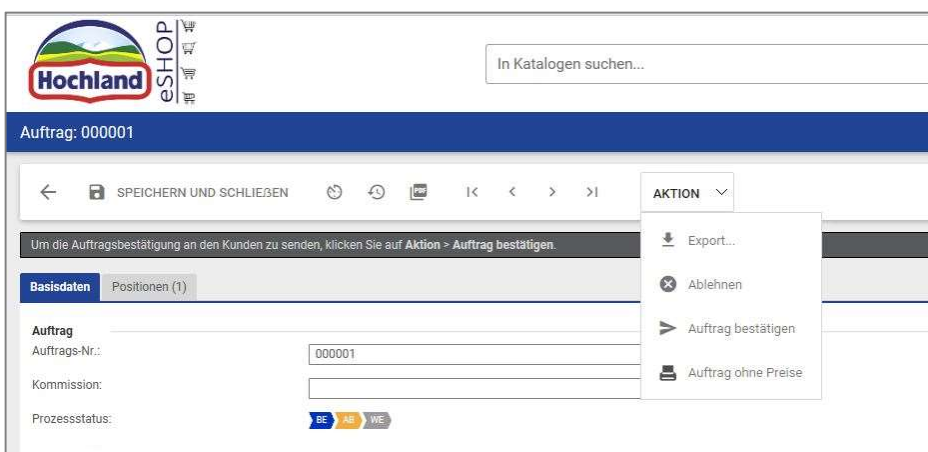 Hochland
eSHOP
In Katalogen suchen...
Auftrag: 000001
SPEICHERN UND SCHLIEẞEN
PDF
AKTION
Um die Auftragsbestätigung an den Kunden zu senden, klicken Sie auf Aktion > Auftrag bestätigen.
Export...
Basisdaten Positionen (1)
Ablehnen
Auftrag
Auftrag bestätigen
Auftrags-Nr.: 000001
Auftrag ohne Preise
Kommission:
Prozessstatus: BE AB WE